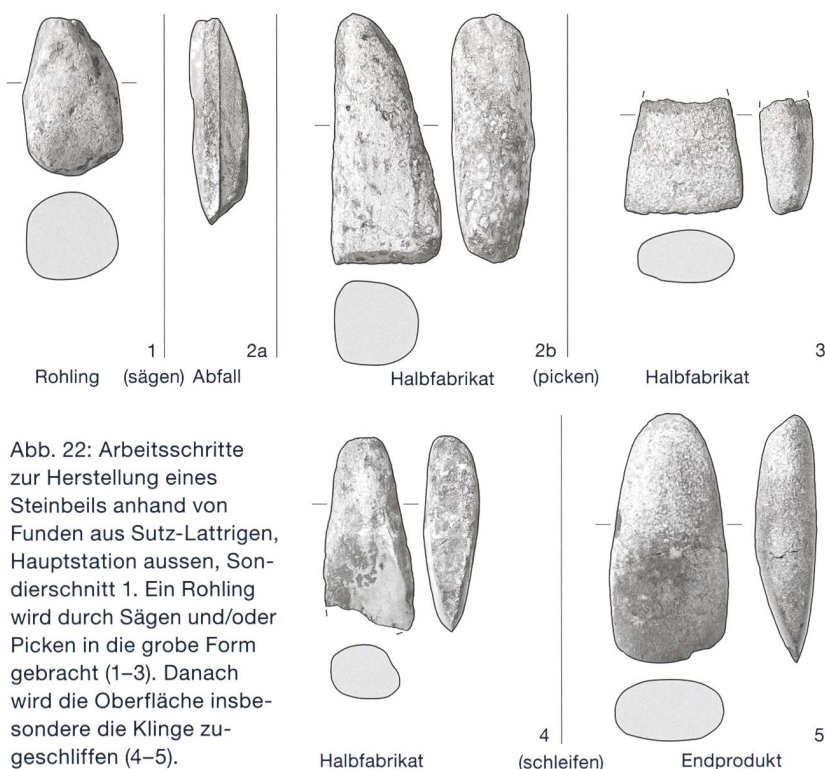 1
2a
2b
3
Rohling (sägen) Abfall
Halbfabrikat (picken) Halbfabrikat
Abb. 22: Arbeitsschritte
zur Herstellung eines
Steinbeils anhand von
Funden aus Sutz-Lattrigen,
Hauptstation aussen, Son-
dierschnitt 1. Ein Rohling
wird durch Sägen und/oder
Picken in die grobe Form
gebracht (1–3). Danach
wird die Oberfläche insbe-
sondere die Klinge zu-
geschliffen (4–5).
4
5
Halbfabrikat (schleifen) Endprodukt